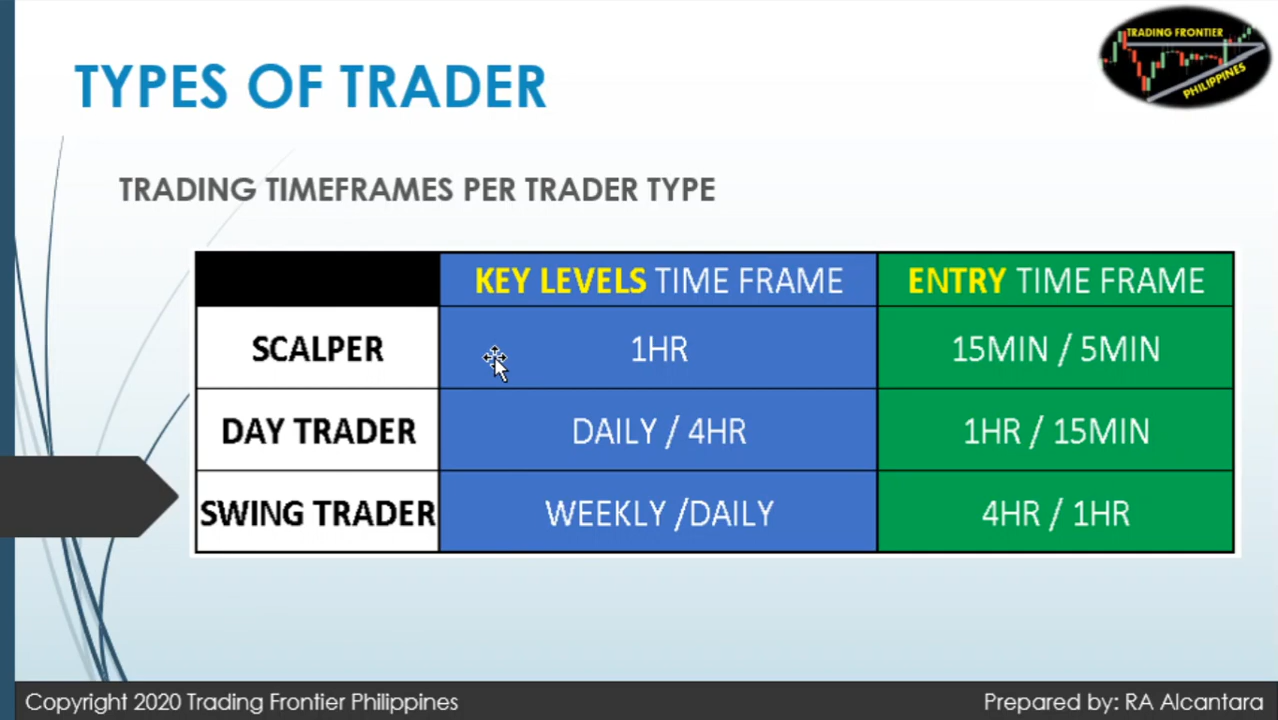 TRADING FRONTIER
PHILIPPINES
TYPES OF TRADER
TRADING TIMEFRAMES PER TRADER TYPE
KEY LEVELS TIME FRAME ENTRY TIME FRAME
SCALPER 1HR 15MIN / 5MIN
DAY TRADER DAILY / 4HR 1HR / 15MIN
SWING TRADER WEEKLY /DAILY 4HR / 1HR
Copyright 2020 Trading Frontier Philippines Prepared by: RA Alcantara